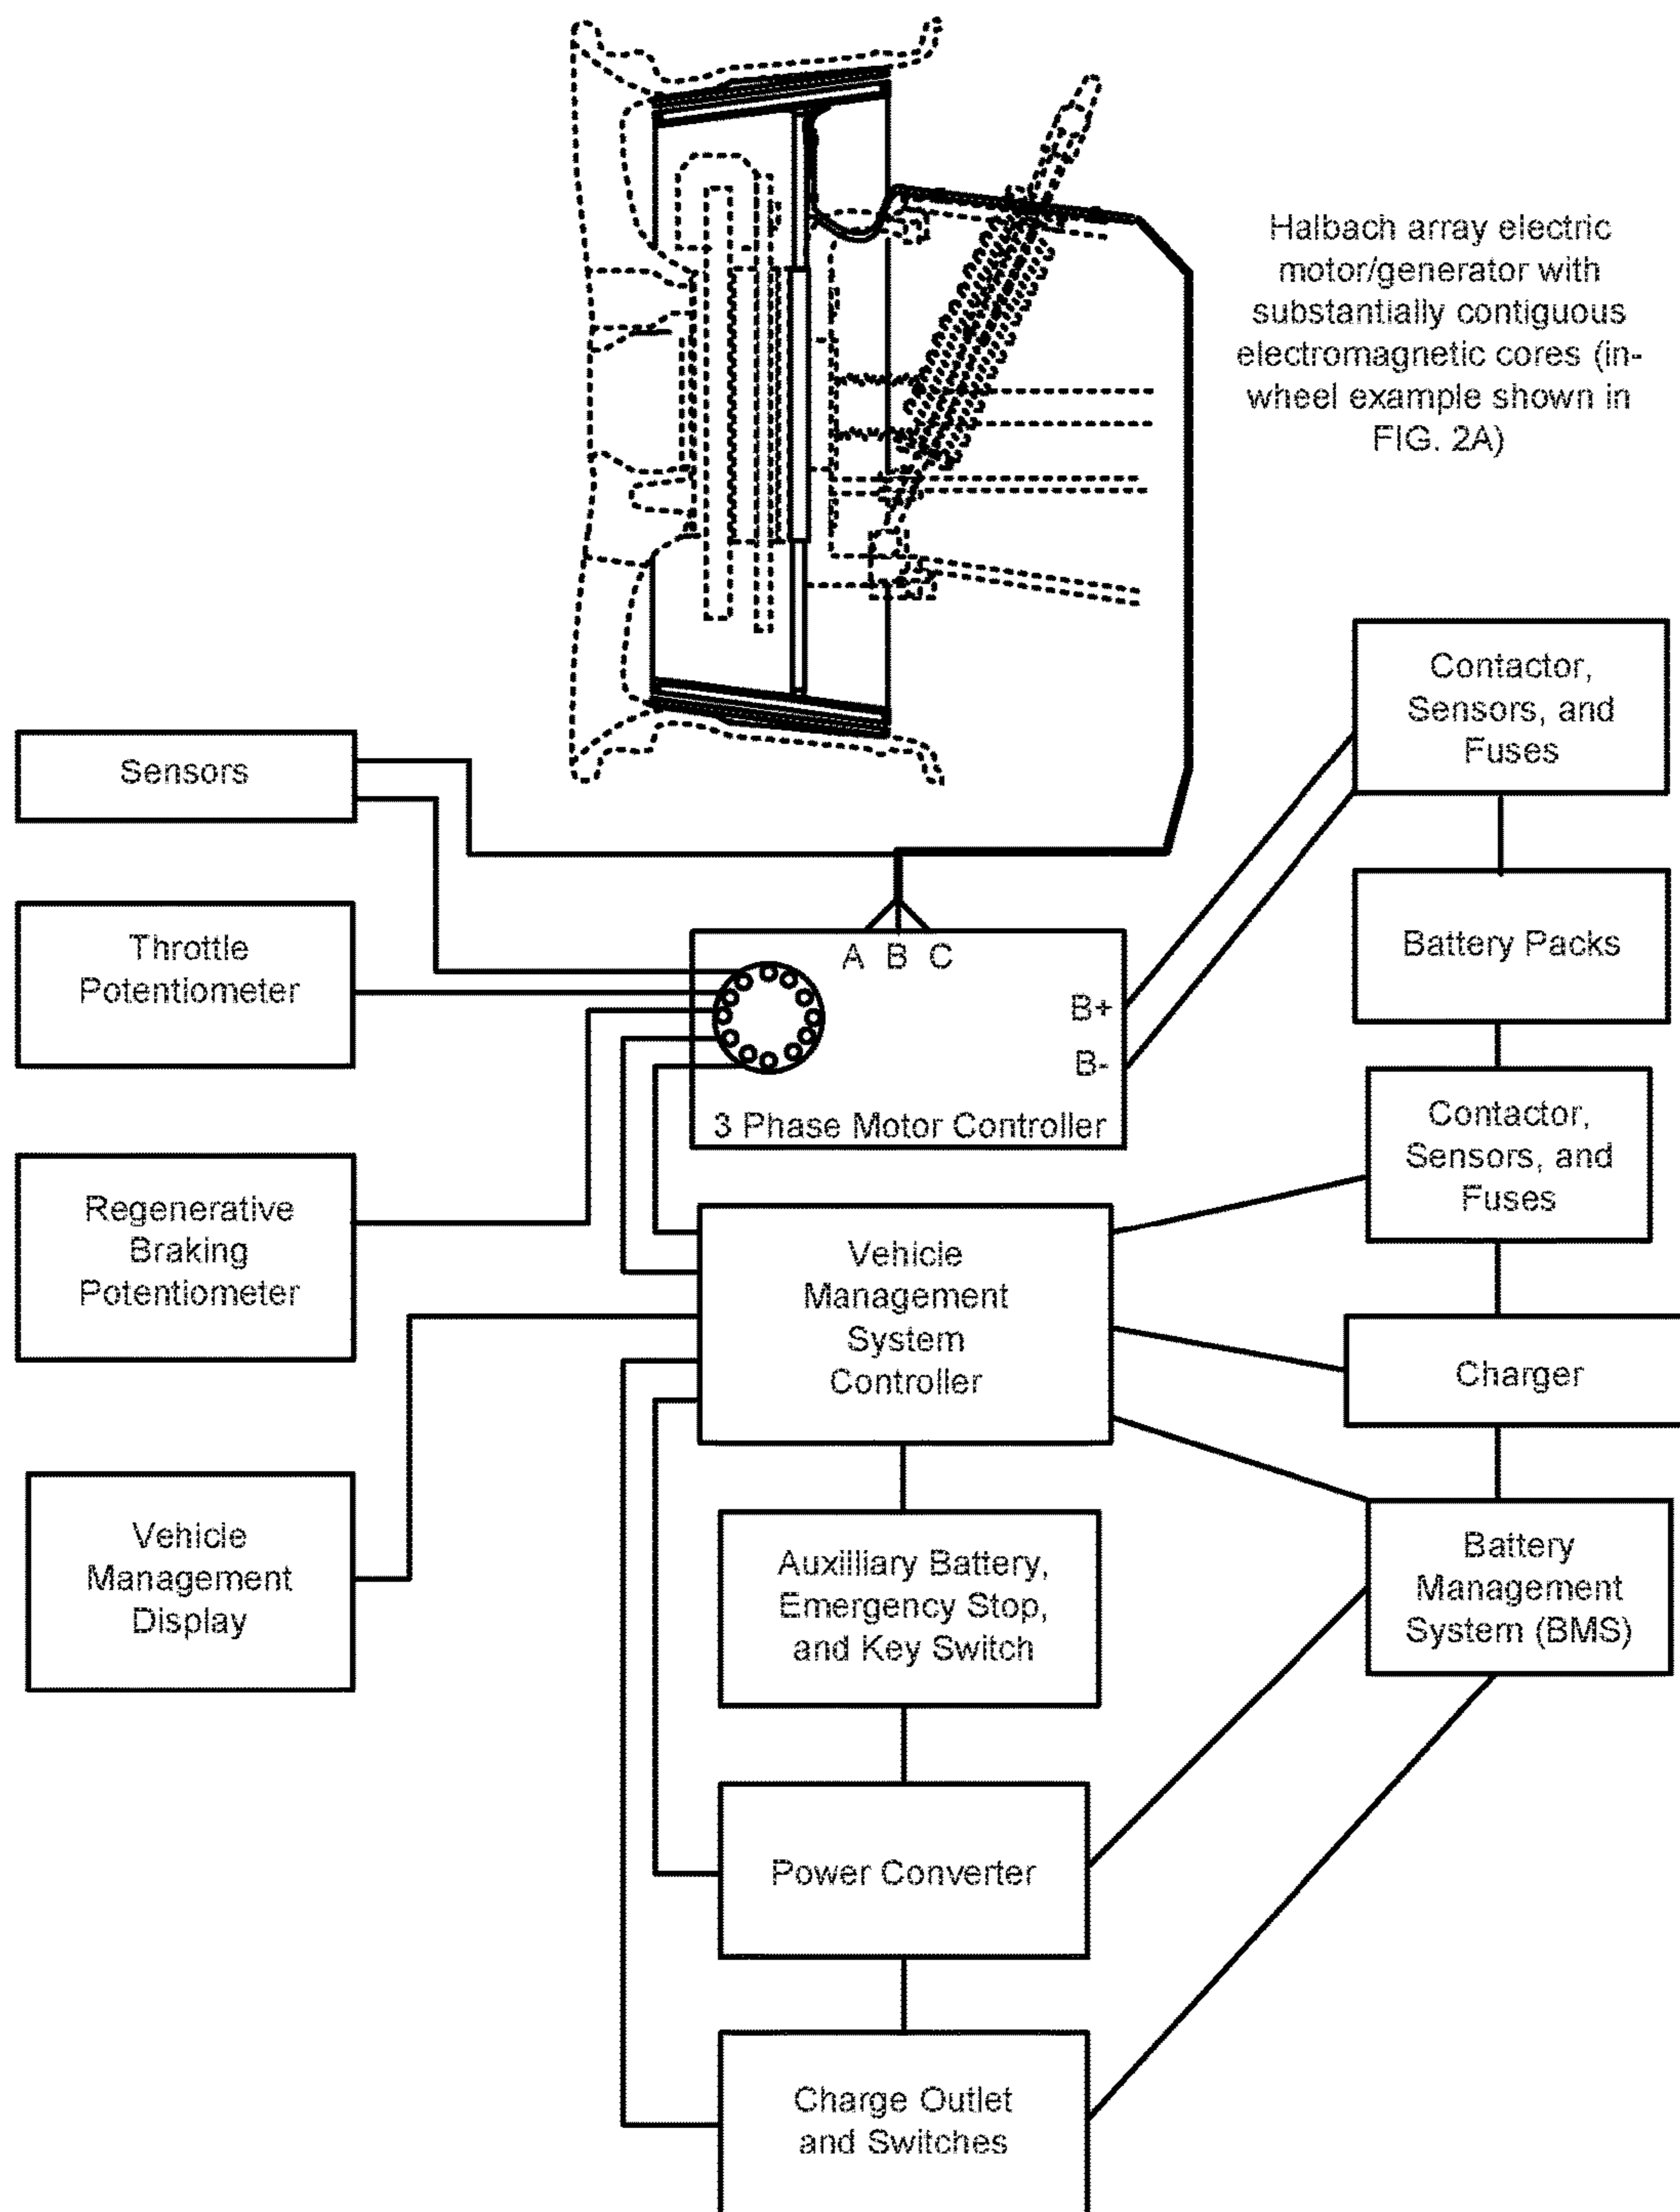 Halbach array electric
motor/generator with
substantially contiguous
electromagnetic cores (in-
wheel example shown in
FIG. 2A)
Contactor,
Sensors, and
Fuses
Sensors
Throttle
Potentiometer
A B C
B+
B-
3 Phase Motor Controller
Battery Packs
Contactor,
Sensors, and
Fuses
Regenerative
Braking
Potentiometer
Vehicle
Management
System
Controller
Charger
Vehicle
Management
Display
Auxilliary Battery,
Emergency Stop,
and Key Switch
Battery
Management
System (BMS)
Power Converter
Charge Outlet
and Switches